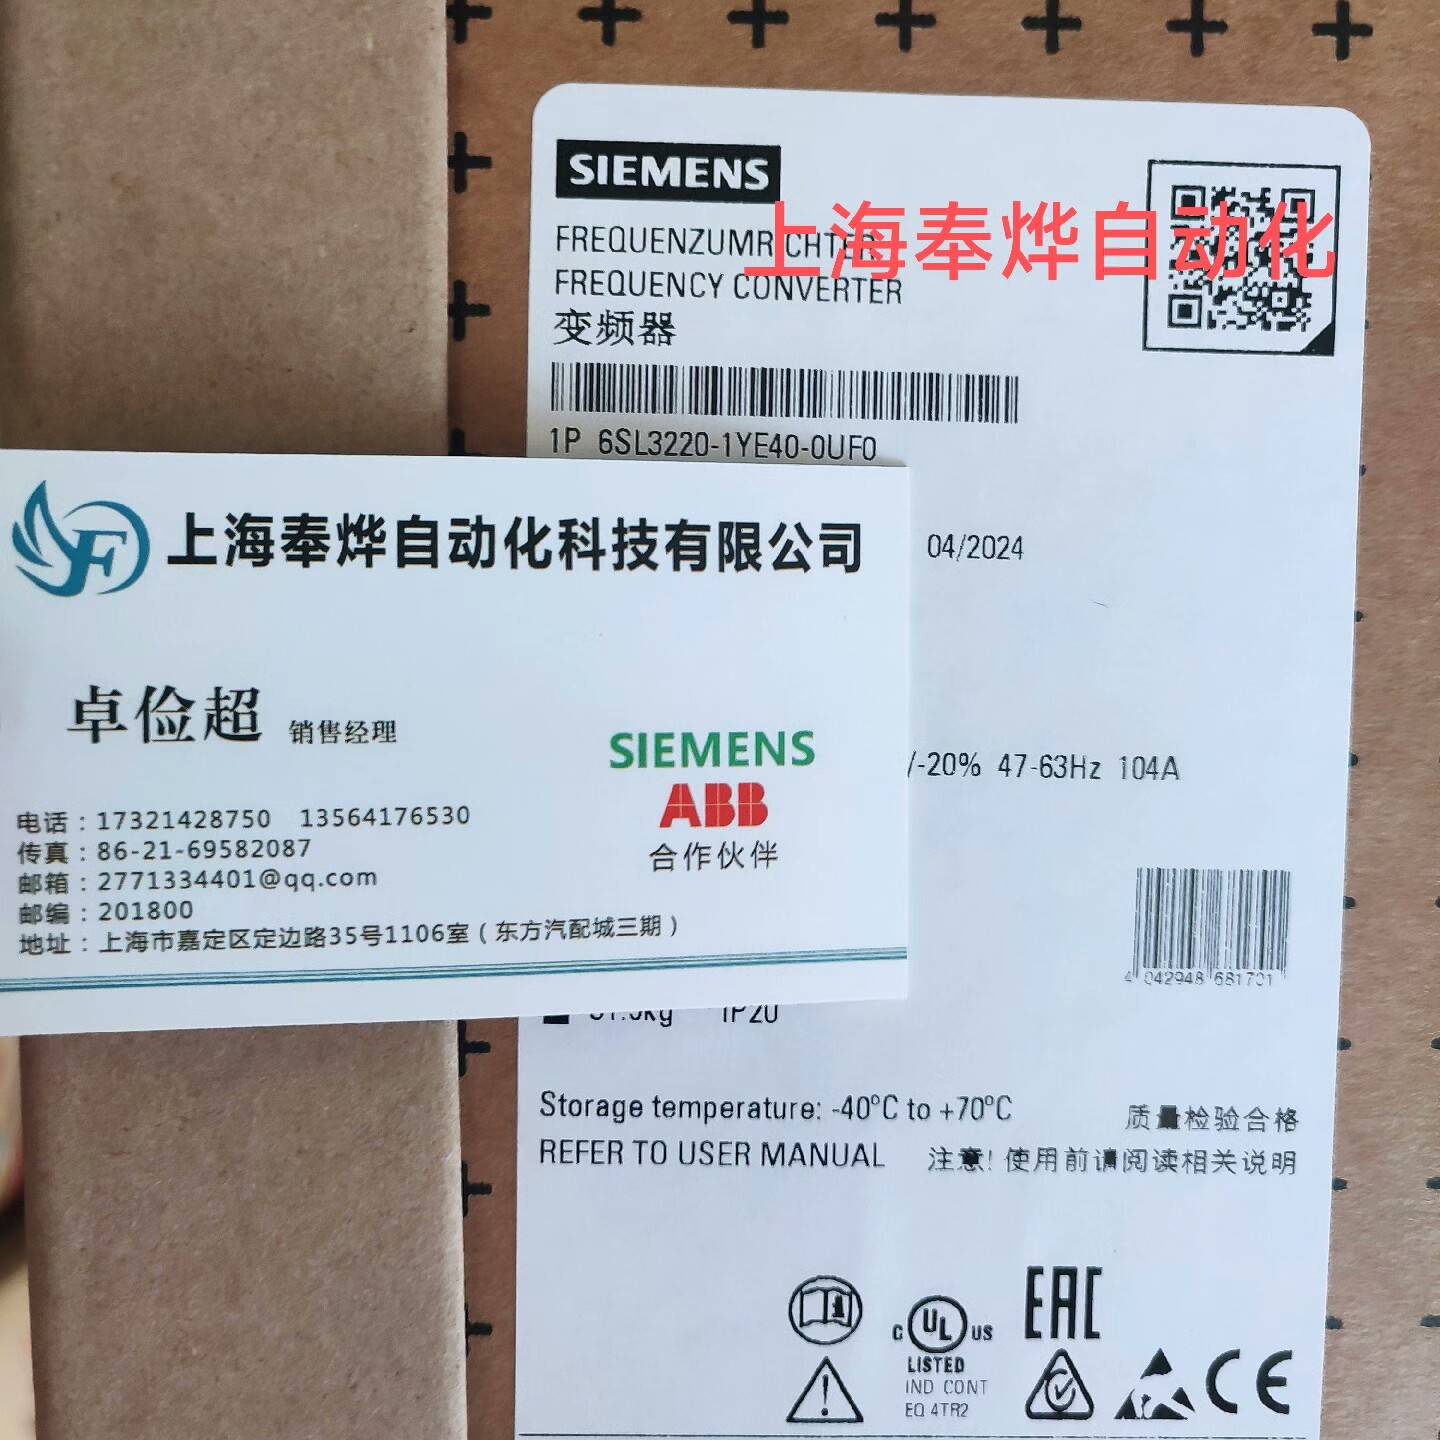 SIEMENS
FREQUENZUMRICHTER
上海奉烨自动化
FREQUENCY CONVERTER
变频器
1P 6SL3220-1YE40-0UF0
04/2024
/-20% 47-63Hz 104A
4 042948 681701
IP20
Storage temperature: -40°C to +70°C
质量检验合格
REFER TO USER MANUAL
注意! 使用前请阅读相关说明
C UL US
LISTED
IND CONT
EQ 4TR2
EAC
CE
YF
上海奉烨自动化科技有限公司
卓俭超 销售经理
SIEMENS
ABB
合作伙伴
电话：17321428750 13564176530
传真：86-21-69582087
邮箱：2771334401@qq.com
邮编：201800
地址：上海市嘉定区定边路35号1106室（东方汽配城三期）